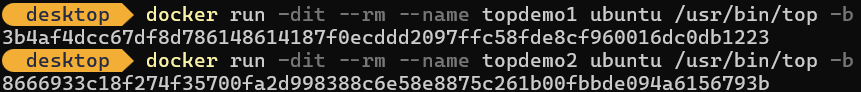 desktop docker run -dit --rm --name topdemo1 ubuntu /usr/bin/top -b
3b4af4dcc67df8d786148614187f0ecddd2097ffc58fde8cf960016dc0db1223
desktop docker run -dit --rm --name topdemo2 ubuntu /usr/bin/top -b
8666933c18f274f35700fa2d998388c6e58e8875c261b00fbbde094a6156793b